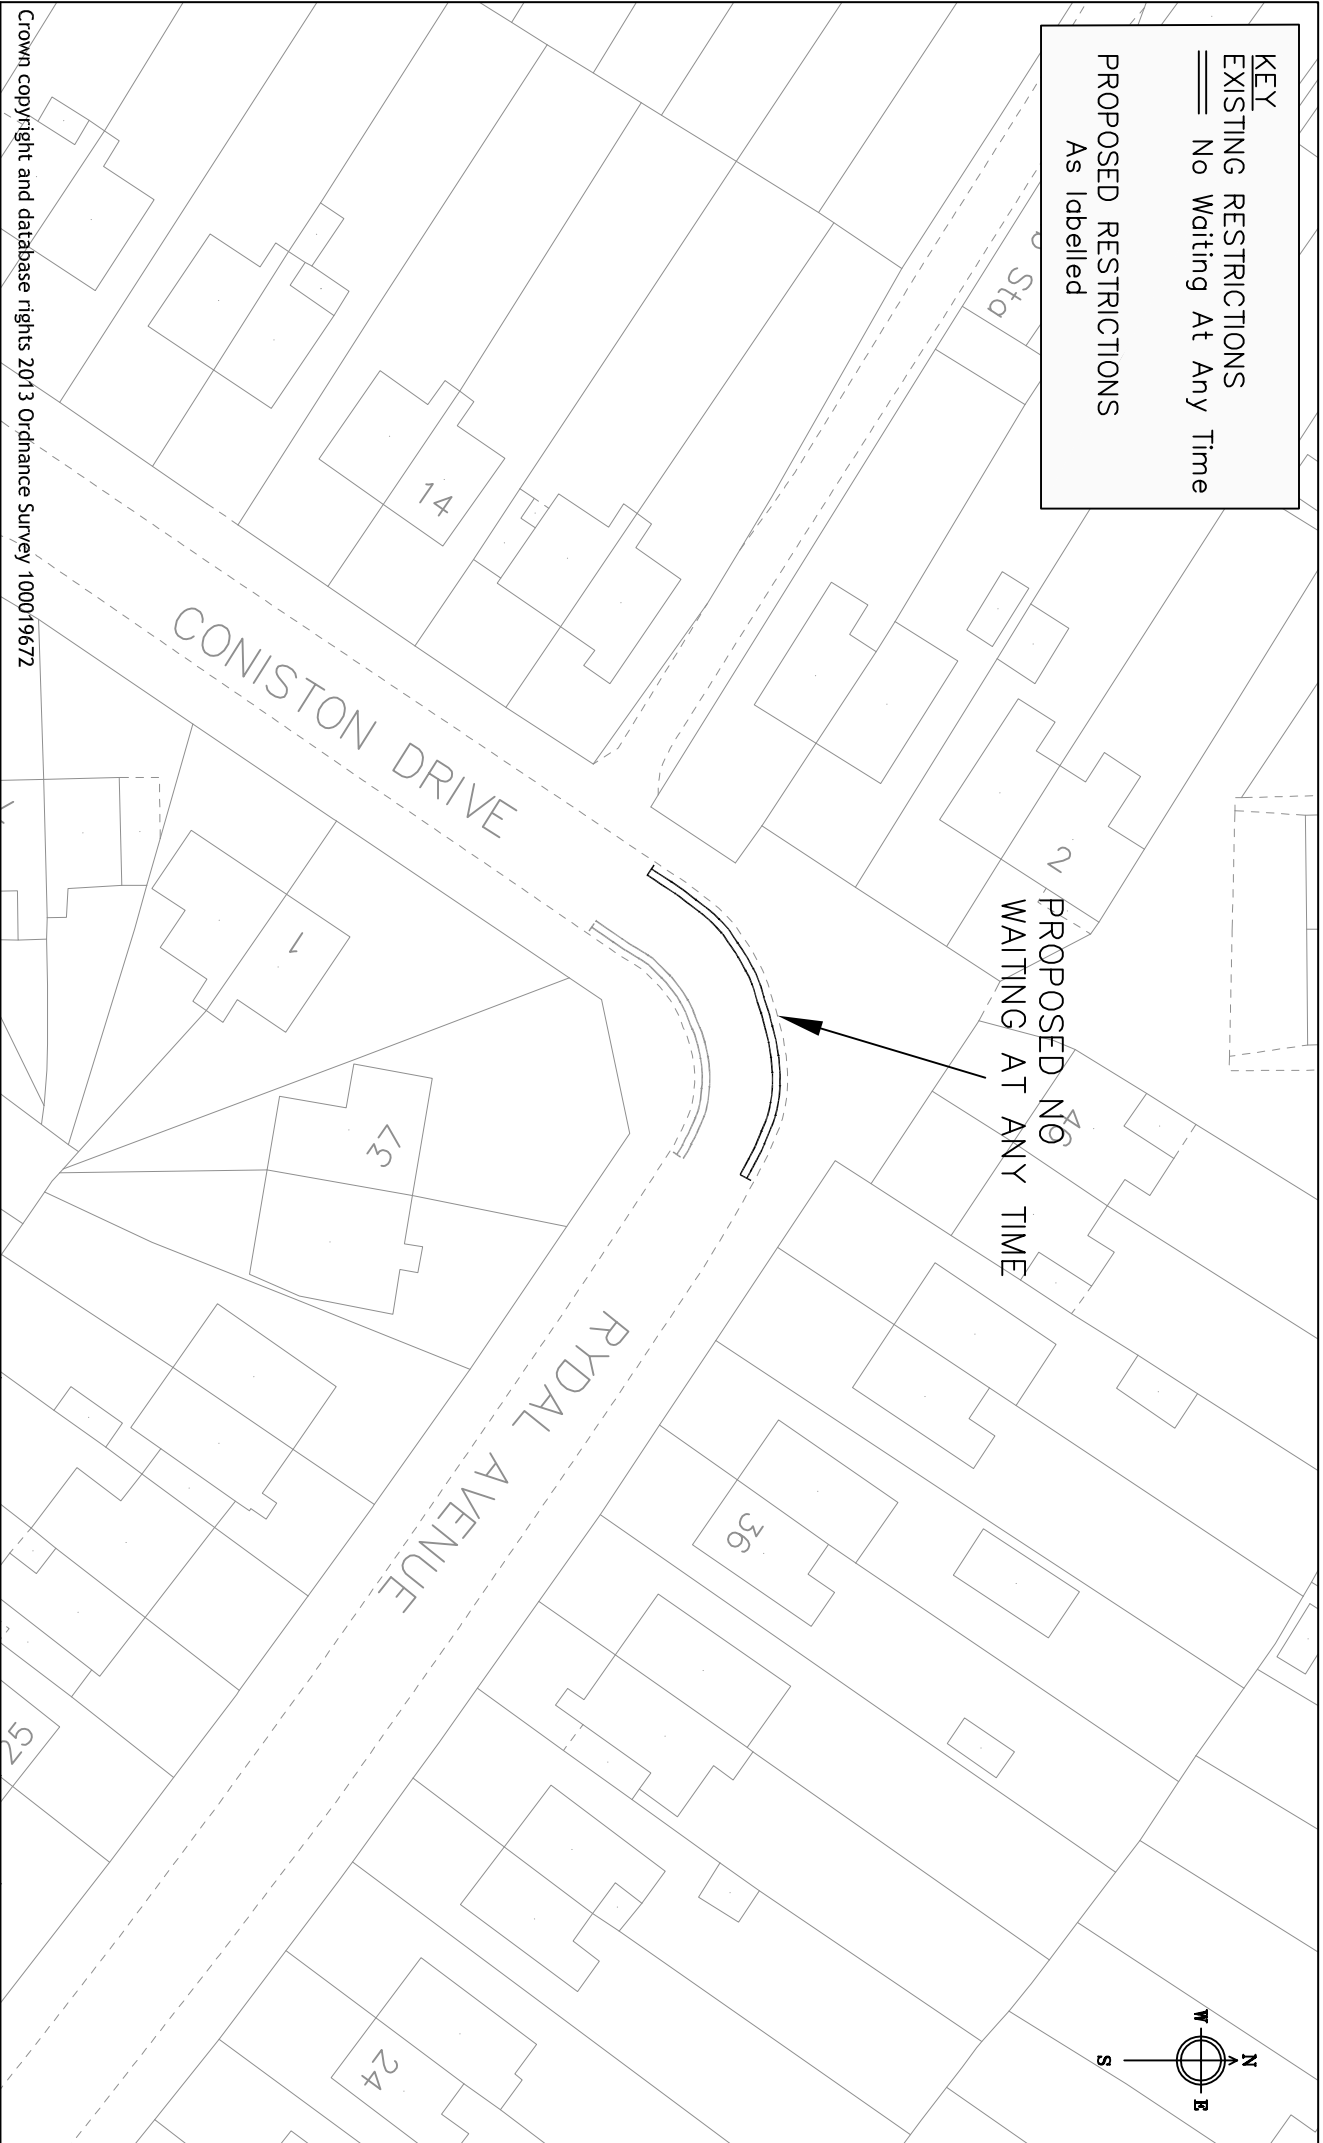 KEY
EXISTING RESTRICTIONS
No Waiting At Any Time
PROPOSED RESTRICTIONS
As labelled
Sta
2
PROPOSED NO
WAITING AT ANY TIME
46
14
CONISTON DRIVE
1
37
RYDAL AVENUE
36
24
25
N
W
E
S
Crown copyright and database rights 2013 Ordnance Survey 100019672